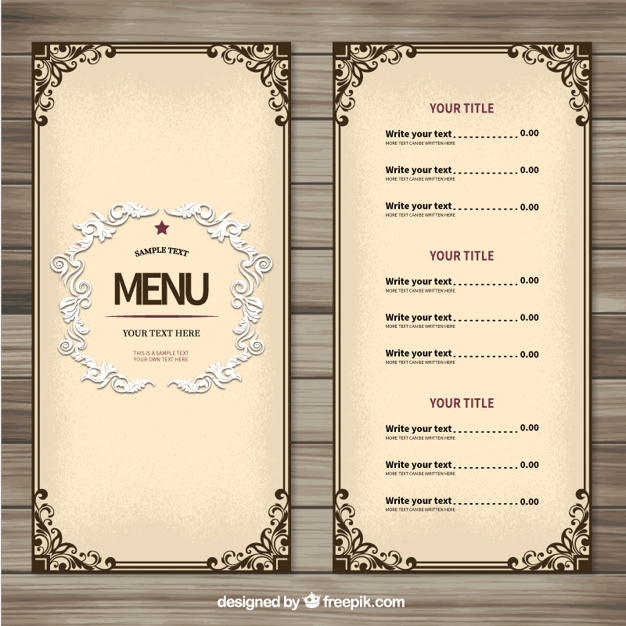 SAMPLE TEXT
MENU
YOUR TEXT HERE
THIS IS A SAMPLE TEXT
YOUR OWN TEXT HERE
YOUR TITLE
Write your text............... 0.00
MORE TEXT CAN BE WRITTEN HERE
Write your text............... 0.00
MORE TEXT CAN BE WRITTEN HERE
Write your text............... 0.00
MORE TEXT CAN BE WRITTEN HERE
YOUR TITLE
Write your text............... 0.00
MORE TEXT CAN BE WRITTEN HERE
Write your text............... 0.00
MORE TEXT CAN BE WRITTEN HERE
Write your text............... 0.00
MORE TEXT CAN BE WRITTEN HERE
YOUR TITLE
Write your text............... 0.00
MORE TEXT CAN BE WRITTEN HERE
Write your text............... 0.00
MORE TEXT CAN BE WRITTEN HERE
Write your text............... 0.00
MORE TEXT CAN BE WRITTEN HERE
designed by freepik.com